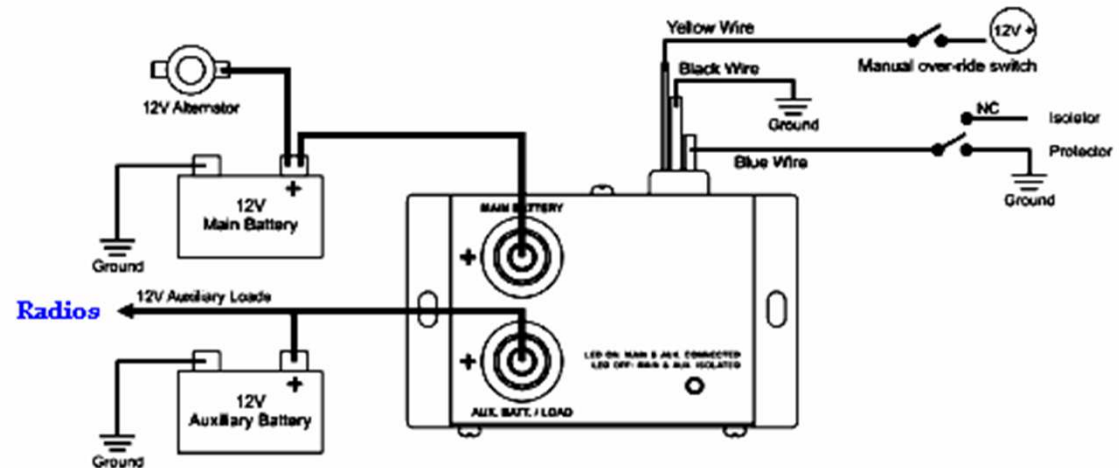 Yellow Wire
12V +
Manual over-ride switch
Black Wire
Ground
NC
Isolator
Blue Wire
Protector
Ground
12V Alternator
+
12V
Main Battery
Ground
MAIN BATTERY
+
Radios
12V Auxiliary Loads
+
LED ON: MAIN & AUX. CONNECTED
LED OFF: MAIN & AUX. ISOLATED
AUX. BATT. / LOAD
+
12V
Auxiliary Battery
Ground